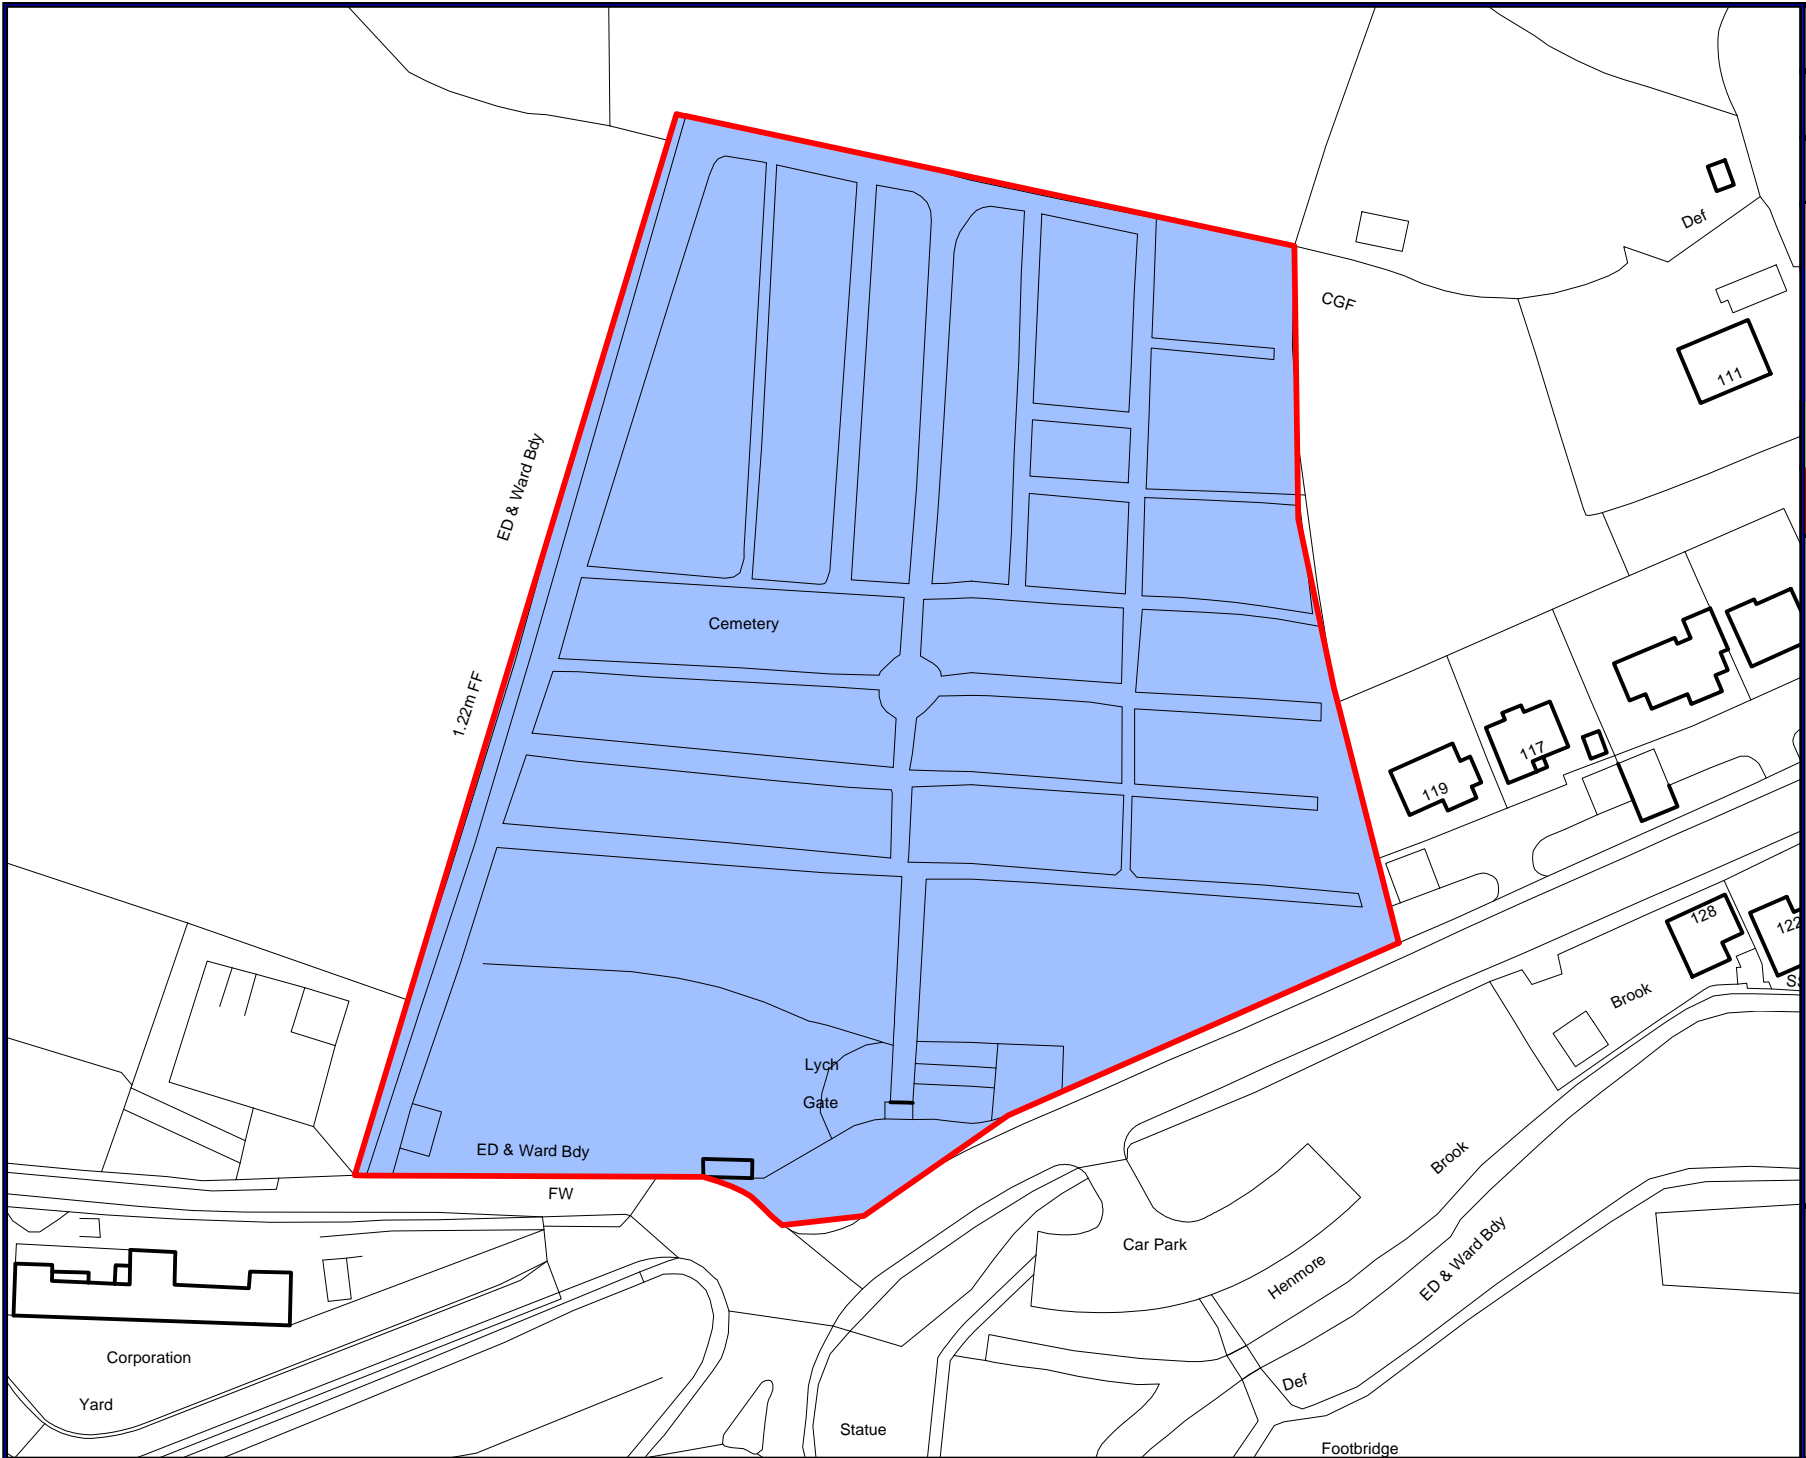 Def
CGF
111
ED & Ward Bdy
Cemetery
1.22m FF
117
119
128
122
Brook
Lych
Gate
ED & Ward Bdy
FW
Brook
Car Park
Henmore
ED & Ward Bdy
Corporation
Yard
Def
Statue
Footbridge